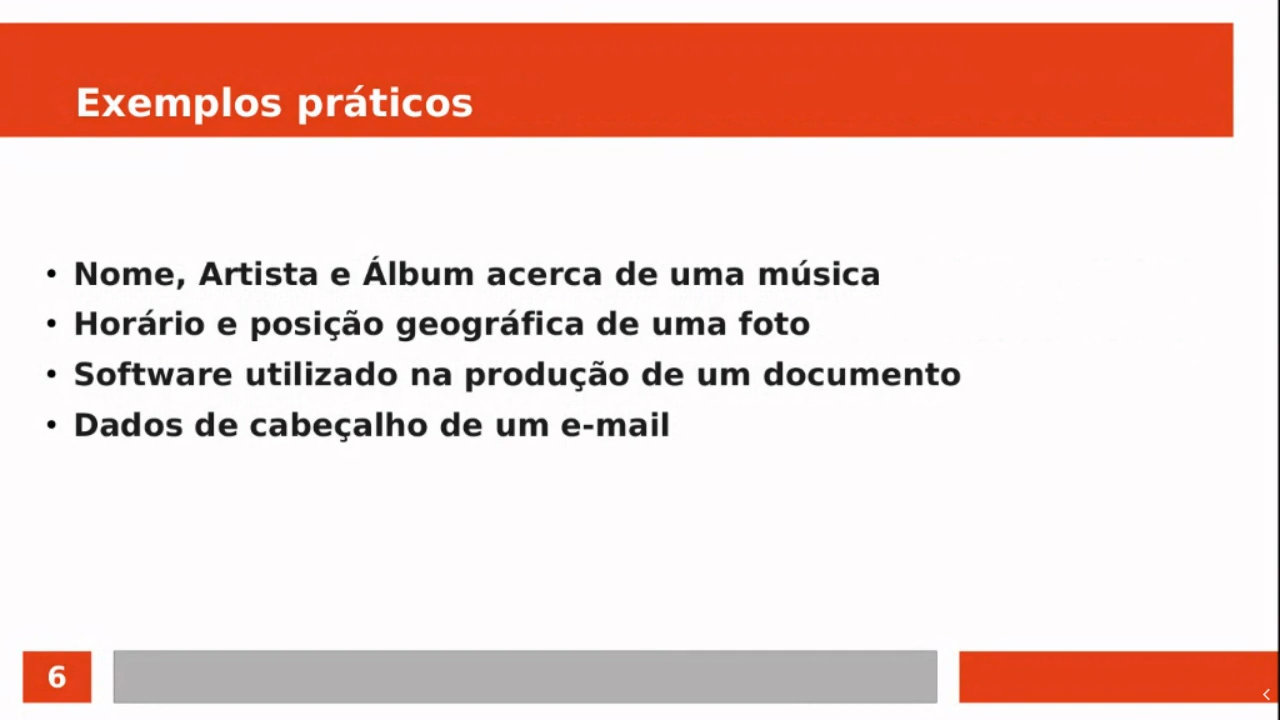 Exemplos práticos
• Nome, Artista e Álbum acerca de uma música
• Horário e posição geográfica de uma foto
• Software utilizado na produção de um documento
• Dados de cabeçalho de um e-mail
6